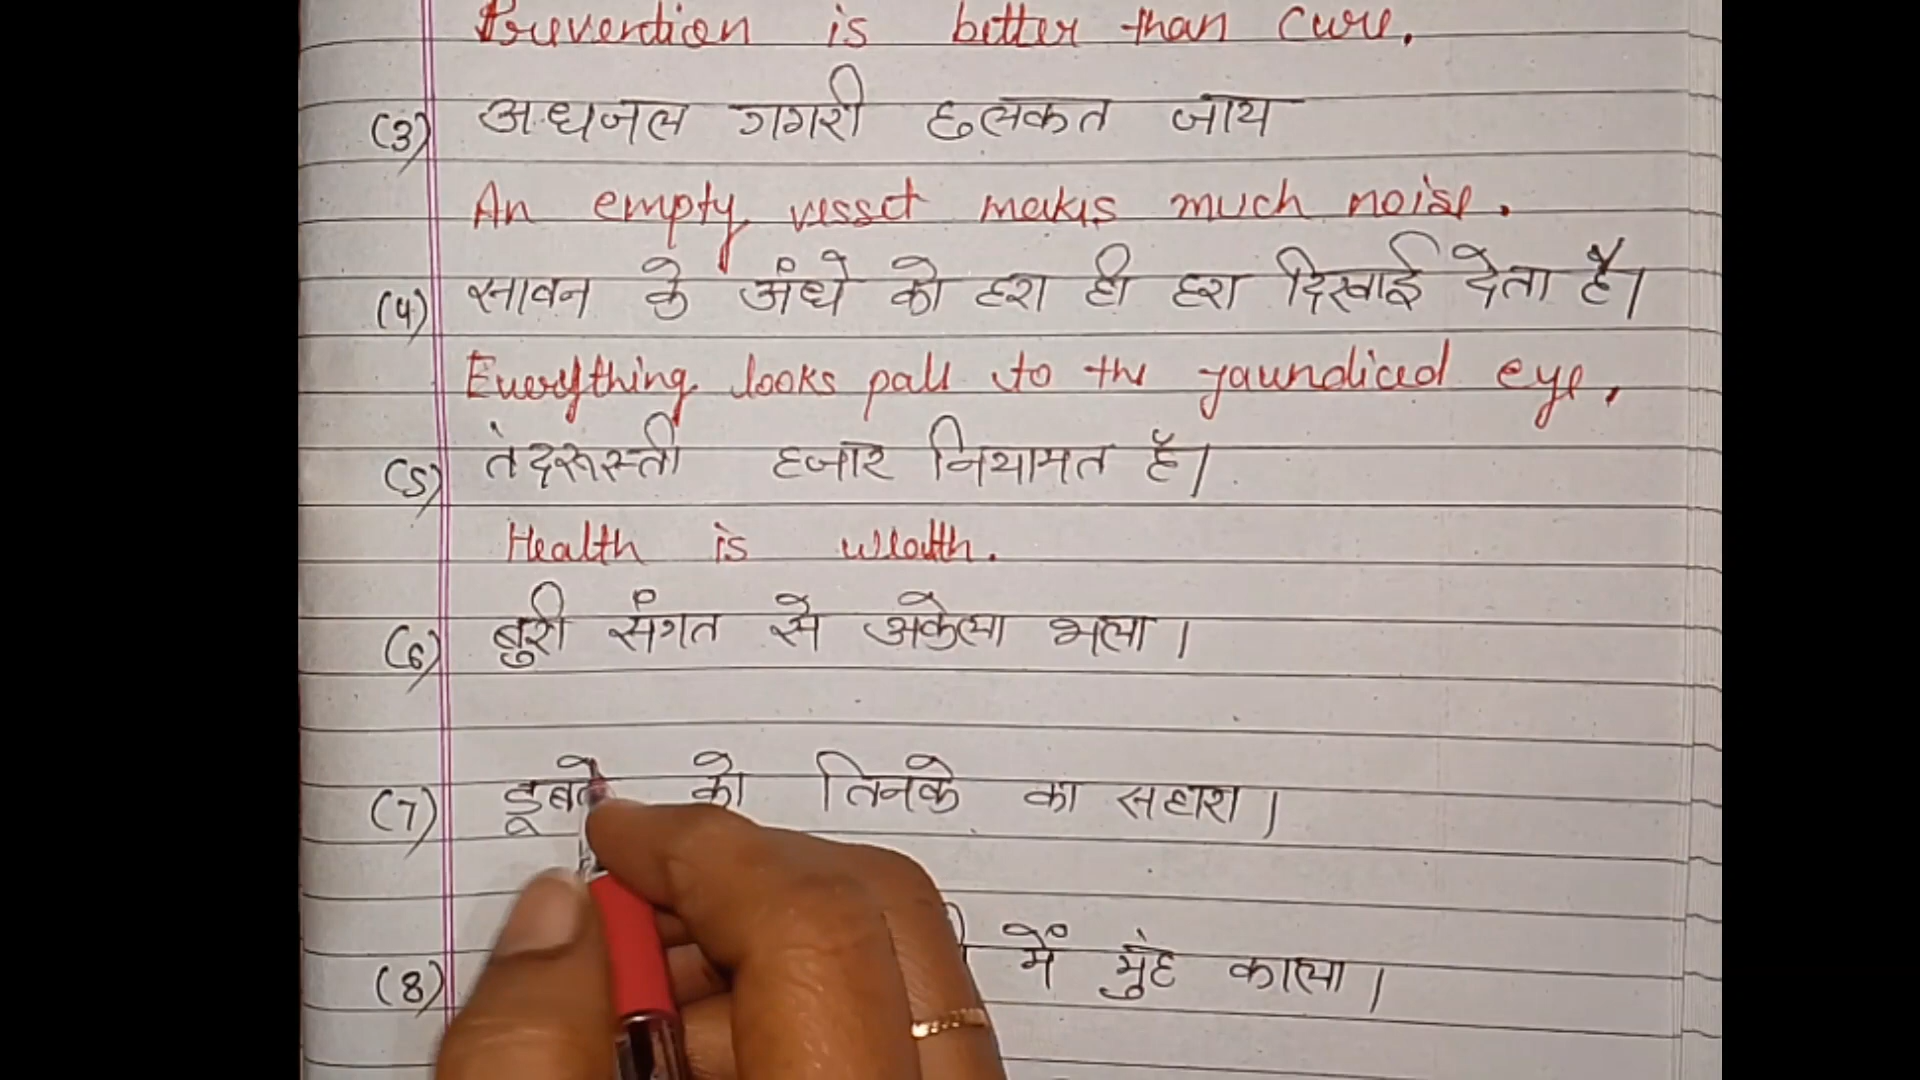 Prevention is better than cure.
(3) अधजल गगरी छलकत जाय
An empty vessel makes much noise.
(4) सावन के अंधे को हरा ही हरा दिखाई देता है।
Everything looks pale to the jaundiced eye.
(5) तंदरूस्ती हजार नियामत है।
Health is wealth.
(6) बुरी संगत से अकेला भला।
(7) डूबते को तिनके का सहारा।
(8) में मुंह काला।